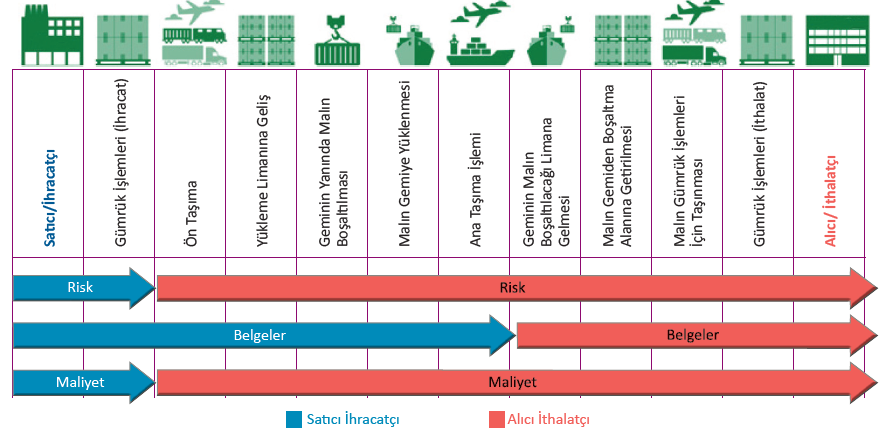 Satıcı/İhracatçı
Gümrük İşlemleri (İhracat)
Ön Taşıma
Yükleme Limanına Geliş
Geminin Yanında Malın
Boşaltılması
Malın Gemiye Yüklenmesi
Ana Taşıma İşlemi
Geminin Malın
Boşaltılacağı Limana
Gelmesi
Malın Gemiden Boşaltma
Alanına Getirilmesi
Malın Gümrük İşlemleri
İçin Taşınması
Gümrük İşlemleri (İthalat)
Alıcı/ İthalatçı
Risk
Risk
Belgeler
Belgeler
Maliyet
Maliyet
Satıcı İhracatçı
Alıcı İthalatçı